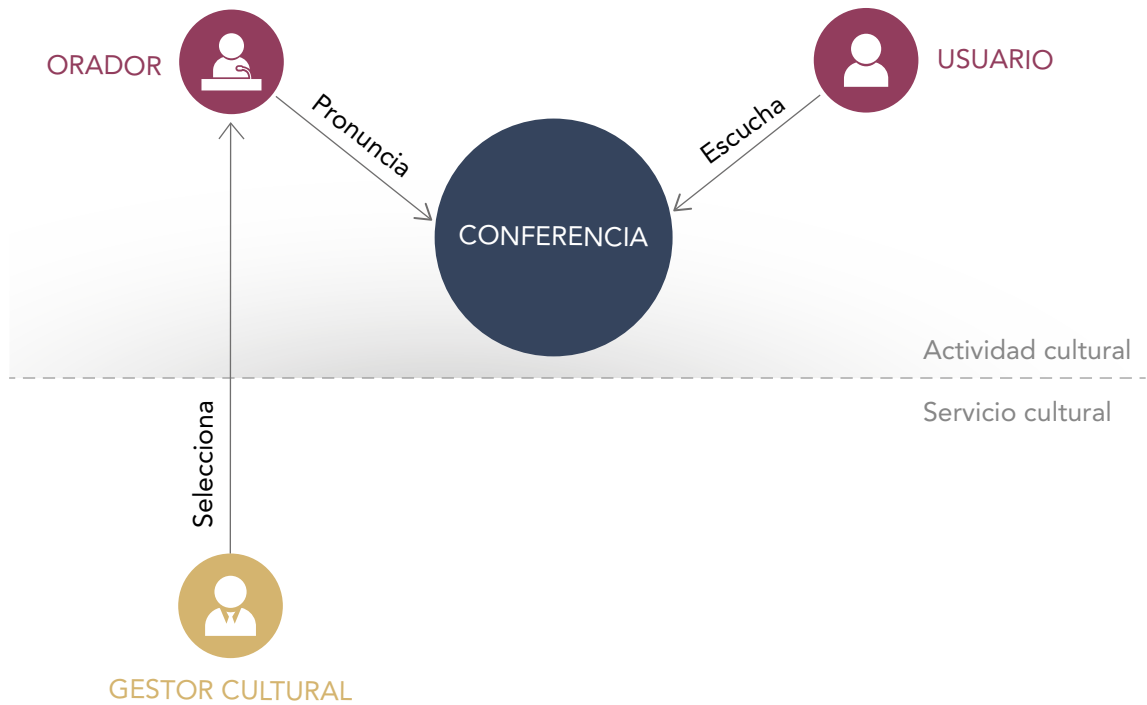 ORADOR
USUARIO
Pronuncia
Escucha
CONFERENCIA
Actividad cultural
Servicio cultural
Selecciona
GESTOR CULTURAL